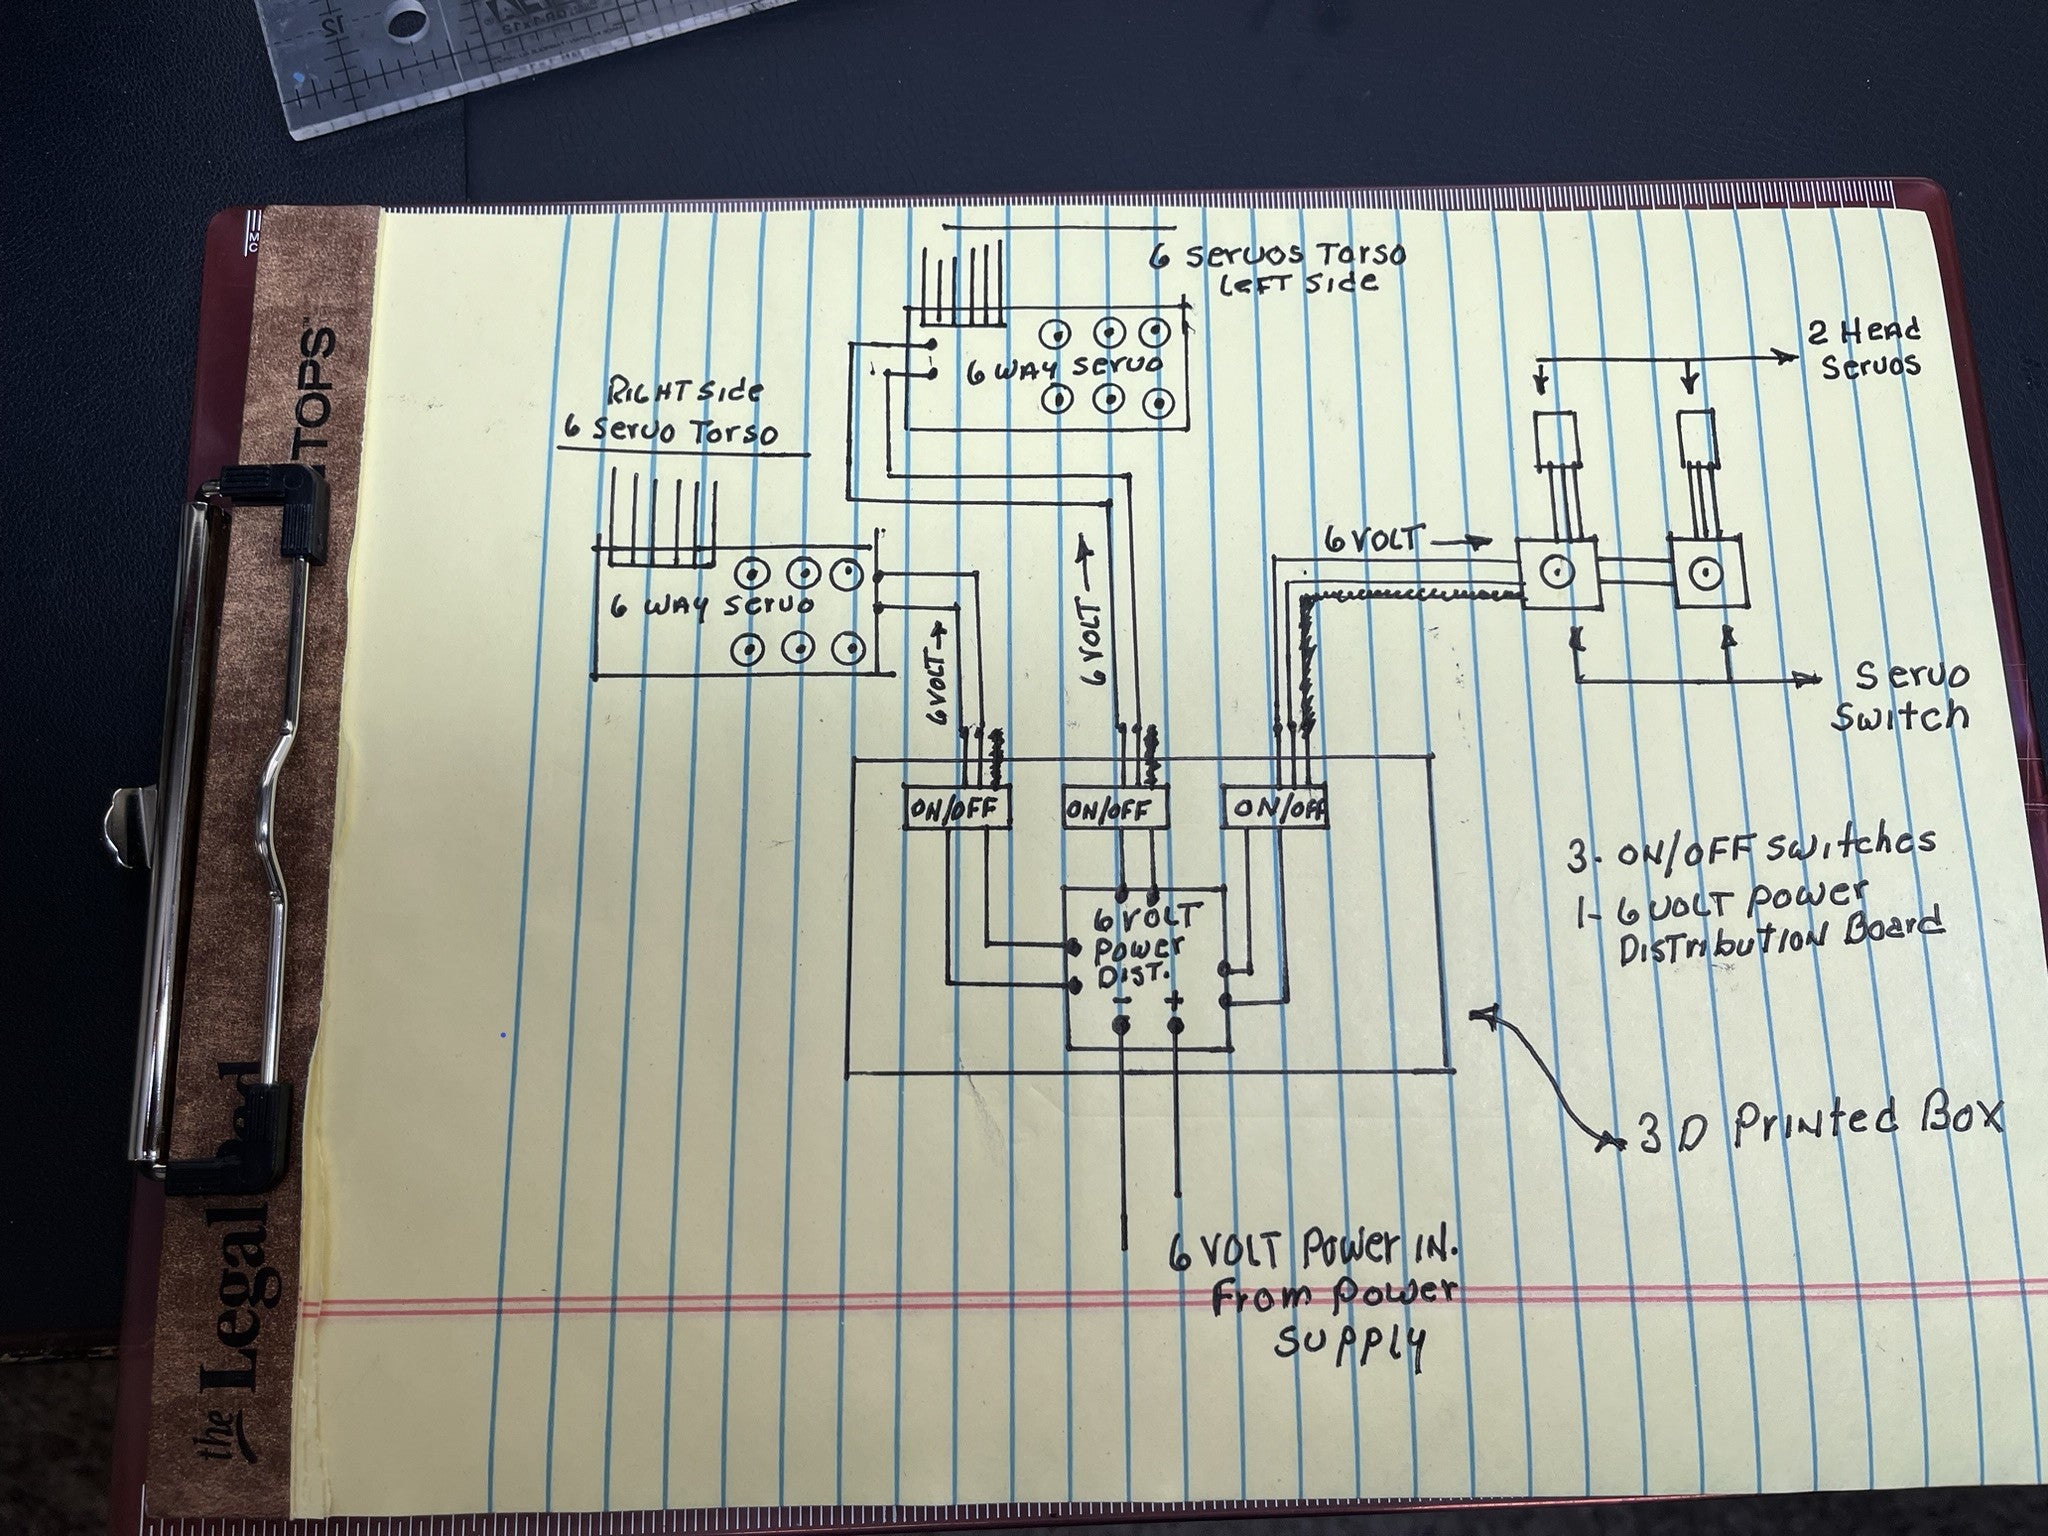 6 Servos Torso
Left Side
6 WAY Servo
2 Head
Servos
Right Side
6 Servo Torso
6 WAY Servo
6 VOLT
6 VOLT
6 VOLT
Servo
Switch
ON/OFF
ON/OFF
ON/OFF
6 VOLT
Power
Dist.
- +
3- ON/OFF Switches
1- 6 VOLT Power
Distribution Board
3D Printed Box
6 VOLT Power IN.
From Power
Supply
the Legal Pad
TOPS™
12
MC